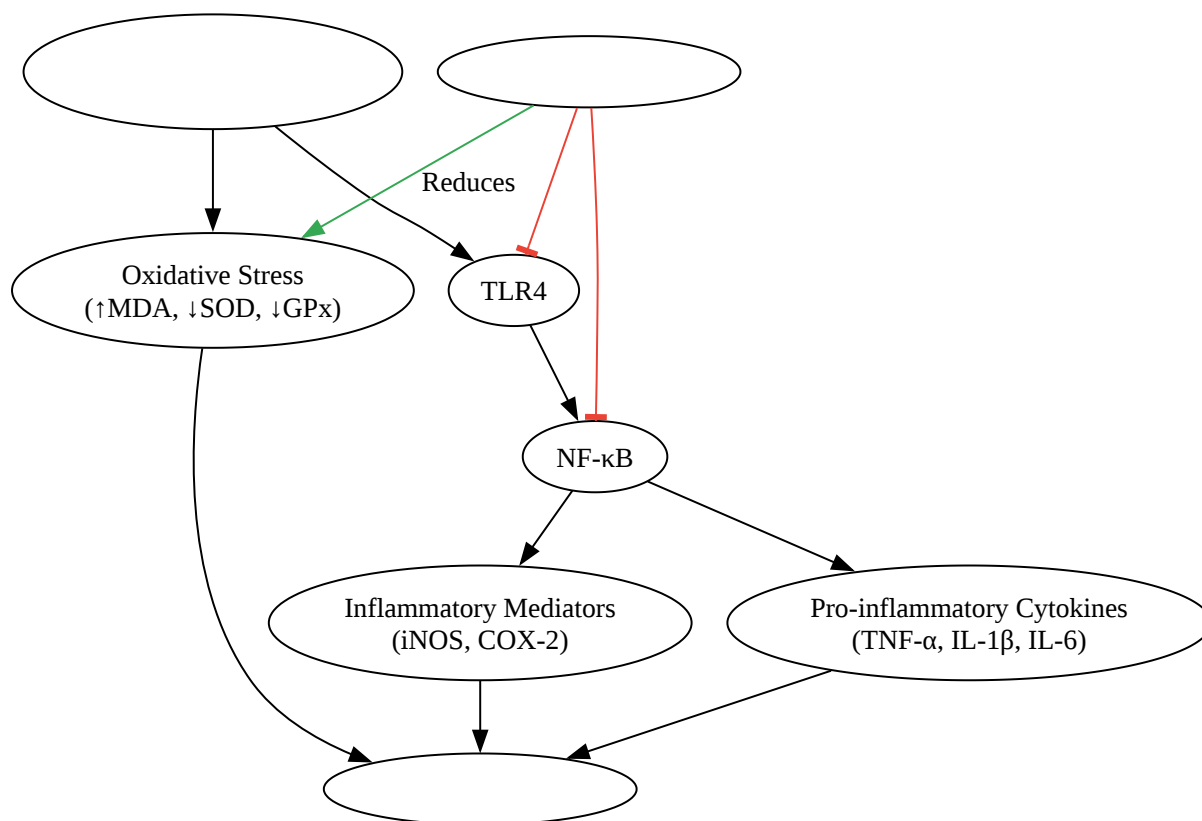 Reduces
Oxidative Stress
(↑MDA, ↓SOD, ↓GPx)
TLR4
NF-κB
Inflammatory Mediators
(iNOS, COX-2)
Pro-inflammatory Cytokines
(TNF-α, IL-1β, IL-6)